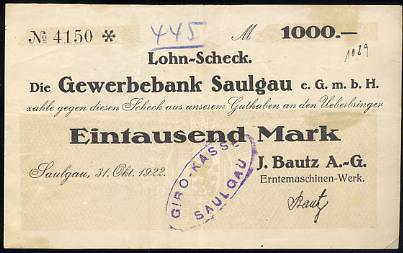 № 4150 * 445 M 1000.—
1089
Lohn-Scheck.
Die Gewerbebank Saulgau e. G. m. b. H.
zahle gegen diesen Scheck aus unserem Guthaben an den Ueberbringer
Eintausend Mark
Saulgau, 31. Okt. 1922.
J. Bautz A.-G.
Erntemaschinen-Werk.
GIRO-KASSE
SAULGAU
Bautz